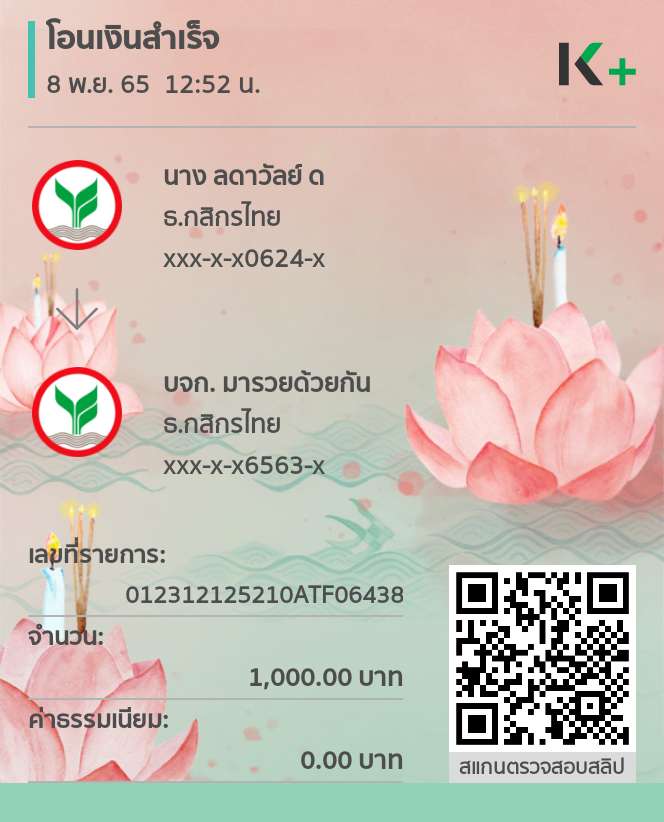 โอนเงินสำเร็จ
8 พ.ย. 65 12:52 น.
K+
นาง ลดาวัลย์ ด
ธ.กสิกรไทย
xxx-x-x0624-x
บจก. มารวยด้วยกัน
ธ.กสิกรไทย
xxx-x-x6563-x
เลขที่รายการ:
012312125210ATF06438
จำนวน:
1,000.00 บาท
ค่าธรรมเนียม:
0.00 บาท
สแกนตรวจสอบสลิป